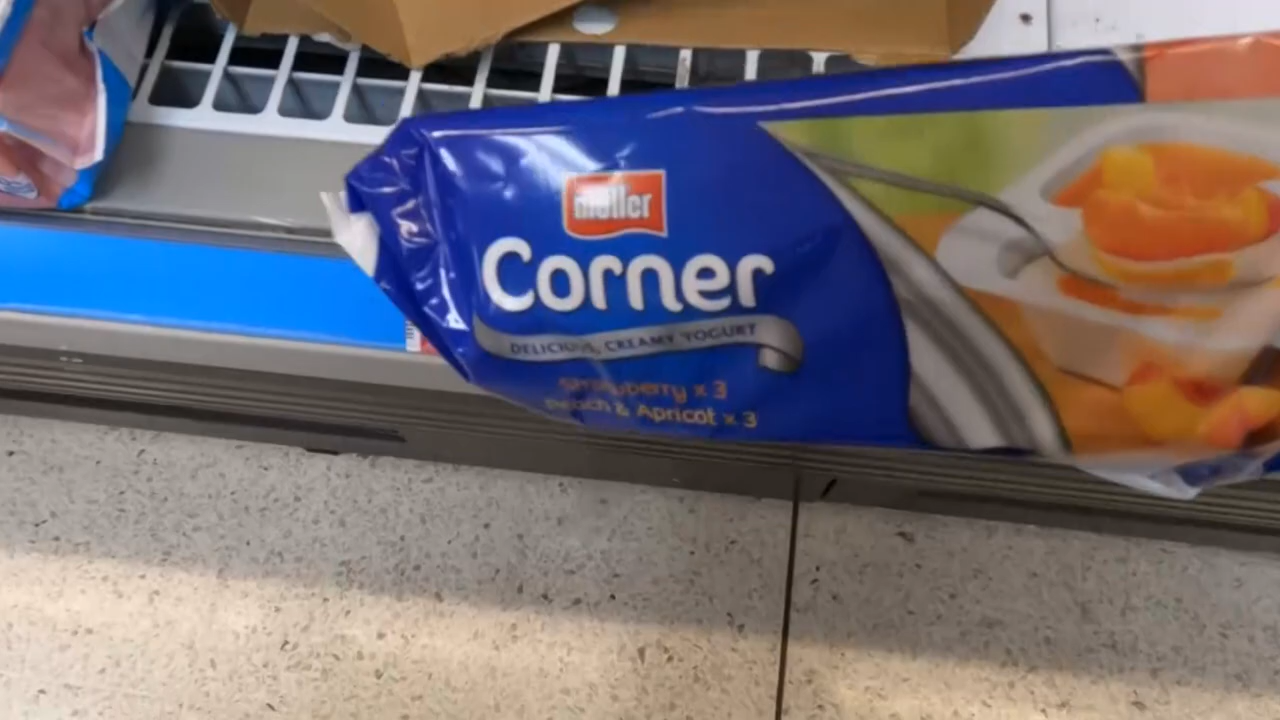 müller
Corner
DELICIOUS, CREAMY YOGURT
Strawberry x 3
Peach & Apricot x 3